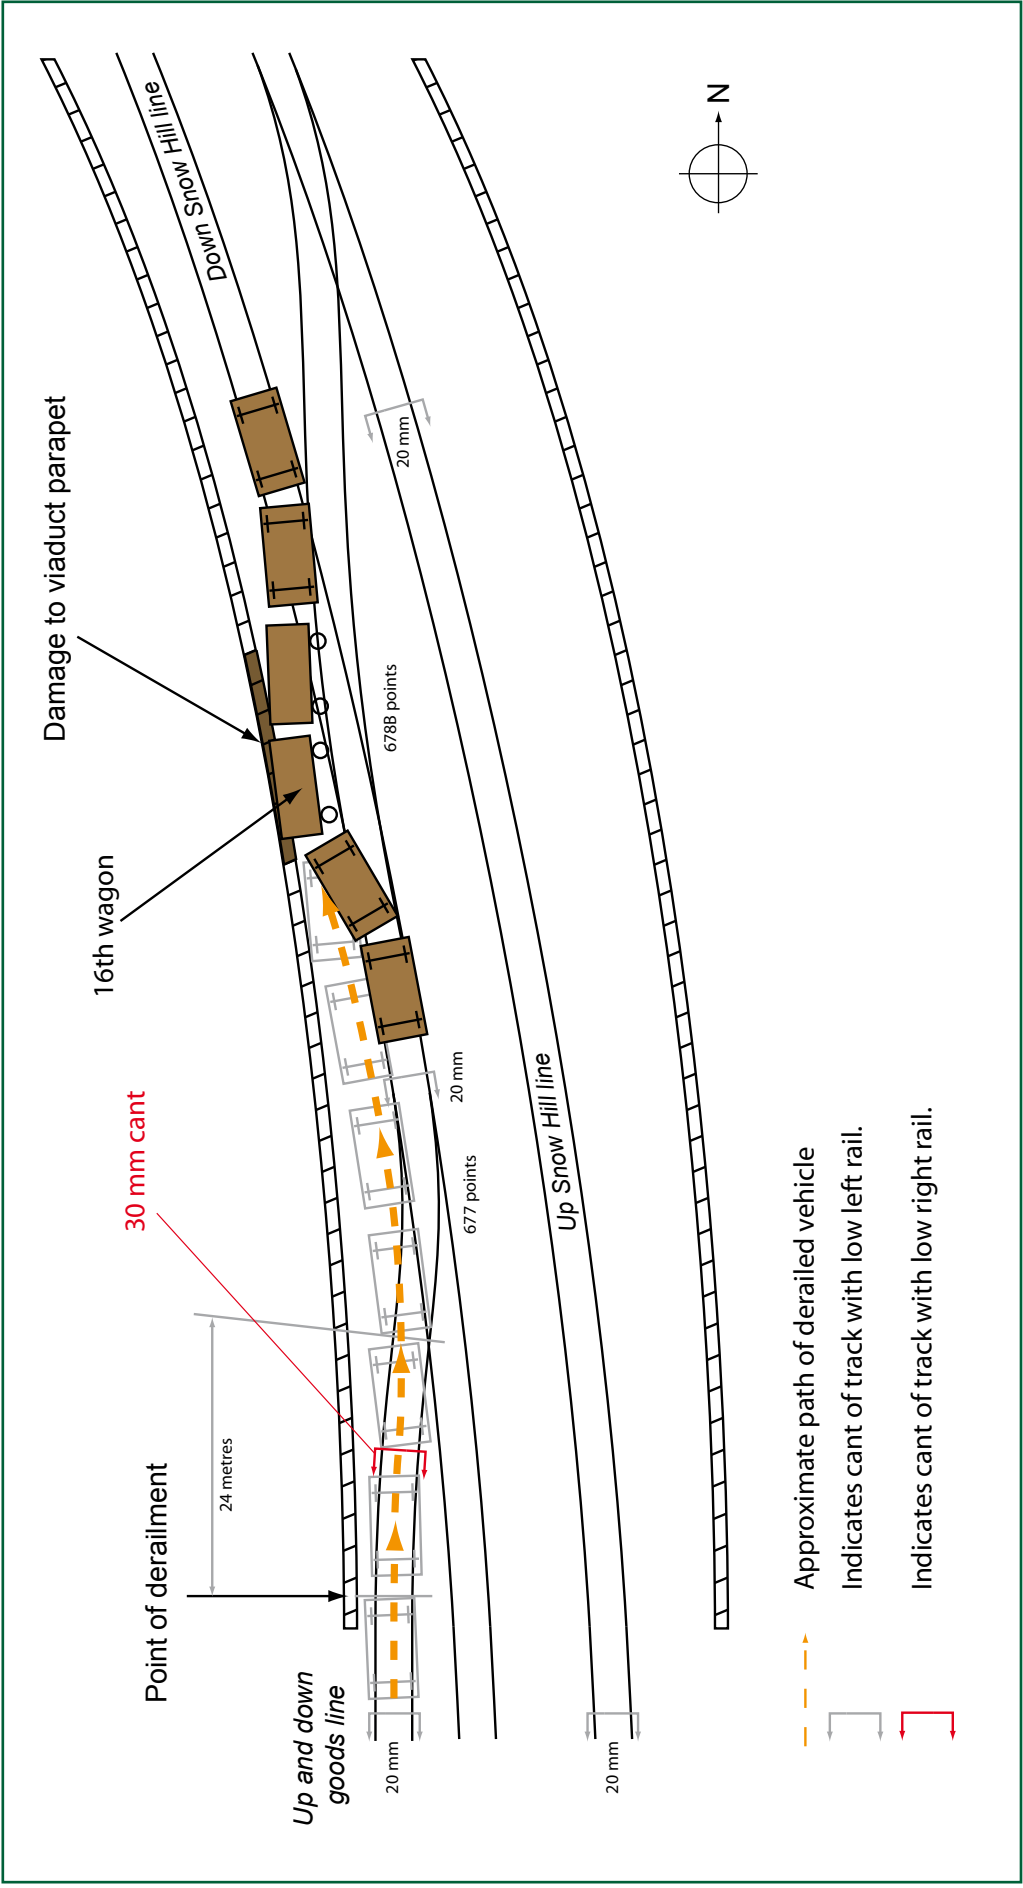 Damage to viaduct parapet
16th wagon
30 mm cant
Point of derailment
24 metres
Down Snow Hill line
N
20 mm
678B points
20 mm
677 points
Up Snow Hill line
Up and down
goods line
20 mm
20 mm
Approximate path of derailed vehicle
Indicates cant of track with low left rail.
Indicates cant of track with low right rail.